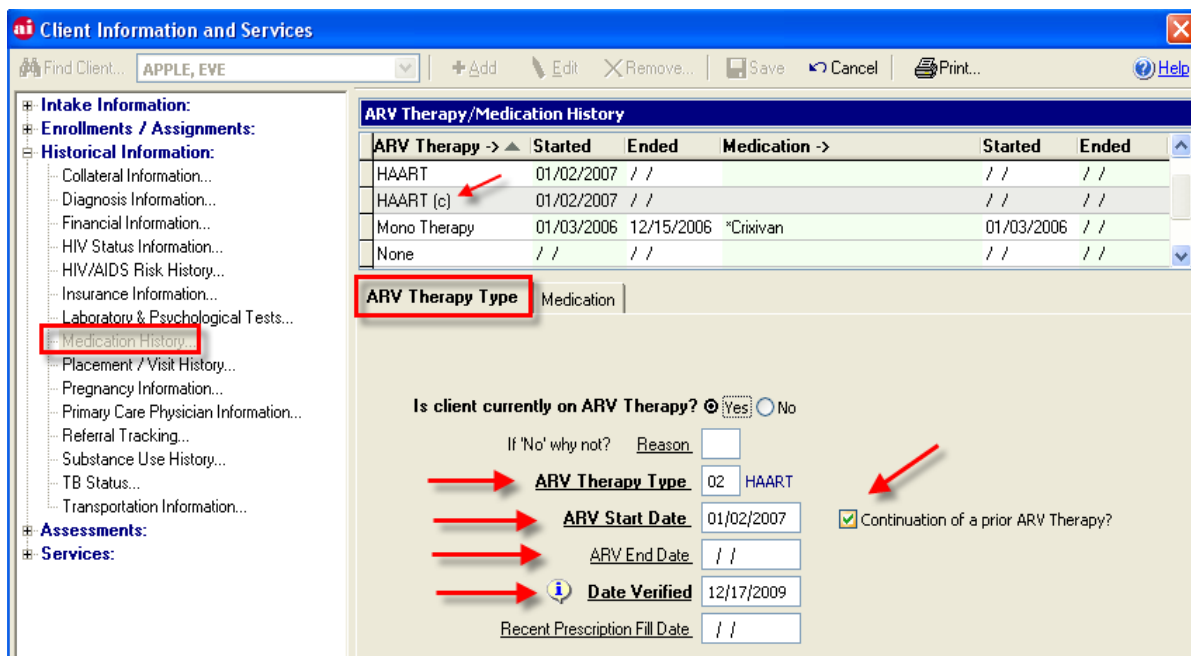 ai Client Information and Services
Find Client... APPLE, EVE Add Edit Remove... Save Cancel Print... Help
Intake Information:
Enrollments / Assignments:
Historical Information:
Collateral Information...
Diagnosis Information...
Financial Information...
HIV Status Information...
HIV/AIDS Risk History...
Insurance Information...
Laboratory & Psychological Tests...
Medication History...
Placement / Visit History...
Pregnancy Information...
Primary Care Physician Information...
Referral Tracking...
Substance Use History...
TB Status...
Transportation Information...
Assessments:
Services:
ARV Therapy/Medication History
ARV Therapy -> Started Ended Medication -> Started Ended
HAART 01/02/2007 / / / / / /
HAART (c) 01/02/2007 / / / / / /
Mono Therapy 01/03/2006 12/15/2006 *Crixivan 01/03/2006 / /
None / / / / / / / /
ARV Therapy Type Medication
Is client currently on ARV Therapy? Yes No
If 'No' why not? Reason
ARV Therapy Type 02 HAART
ARV Start Date 01/02/2007 Continuation of a prior ARV Therapy?
ARV End Date / /
Date Verified 12/17/2009
Recent Prescription Fill Date / /